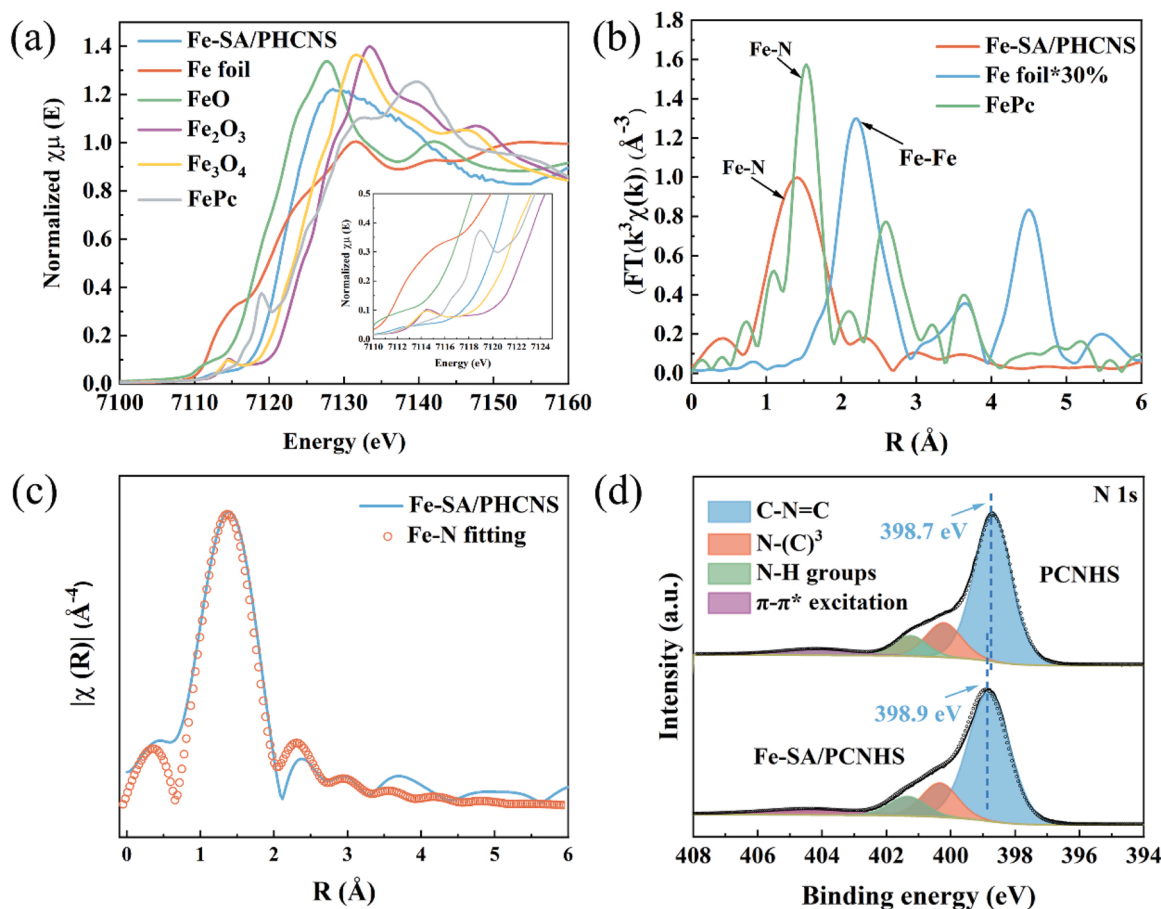 (a)
Fe-SA/PHCNS
Fe foil
FeO
Fe₂O₃
Fe₃O₄
FePc
Normalized χμ (E)
1.4
1.2
1.0
0.8
0.6
0.4
0.2
0.0
7100 7110 7120 7130 7140 7150 7160
Energy (eV)
Normalized χμ (E)
0.5
0.4
0.3
0.2
0.1
0.0
7110 7112 7114 7116 7118 7120 7122 7124
Energy (eV)
(b)
Fe-SA/PHCNS
Fe foil*30%
FePc
Fe-N
Fe-N
Fe-Fe
(FT(k³χ(k)) (Å⁻³)
1.8
1.6
1.4
1.2
1.0
0.8
0.6
0.4
0.2
0.0
0 1 2 3 4 5 6
R (Å)
(c)
Fe-SA/PHCNS
Fe-N fitting
|χ (R)| (Å⁻⁴)
0 1 2 3 4 5 6
R (Å)
(d)
N 1s
C-N=C
N-(C)³
N-H groups
π-π* excitation
398.7 eV
PCNHS
398.9 eV
Fe-SA/PCNHS
Intensity (a.u.)
408 406 404 402 400 398 396 394
Binding energy (eV)